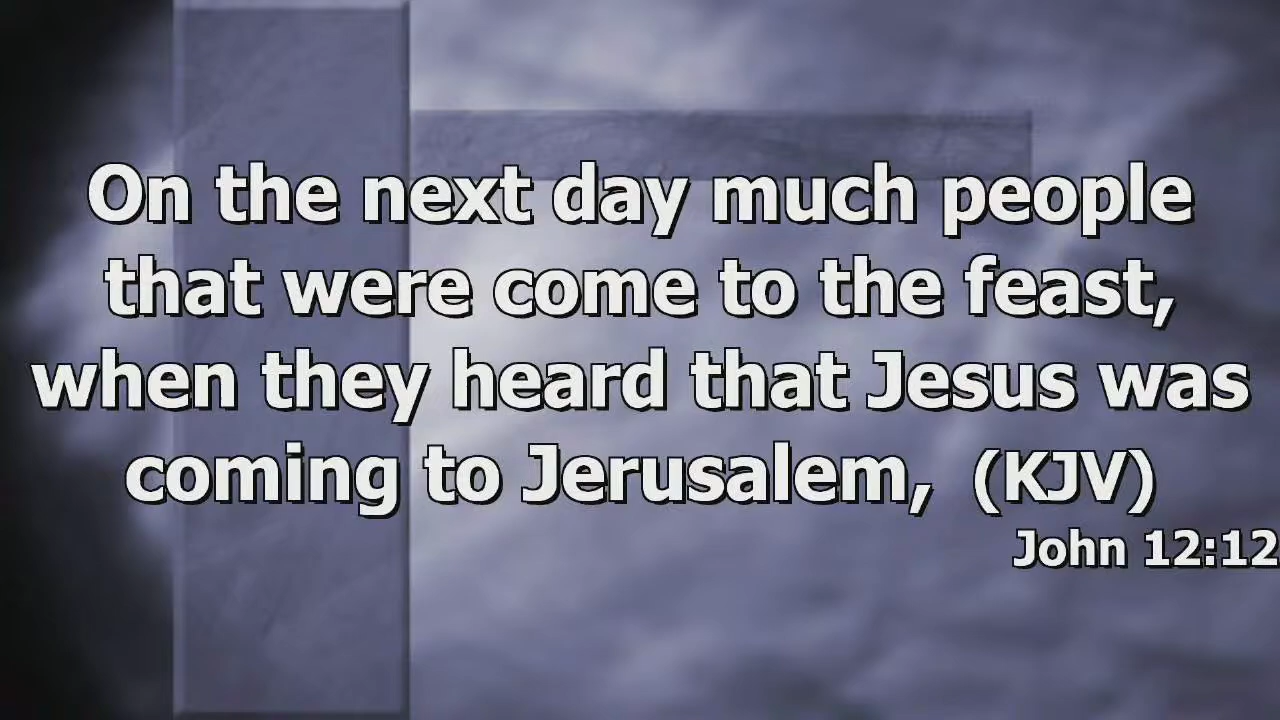 On the next day much people
that were come to the feast,
when they heard that Jesus was
coming to Jerusalem, (KJV)
John 12:12